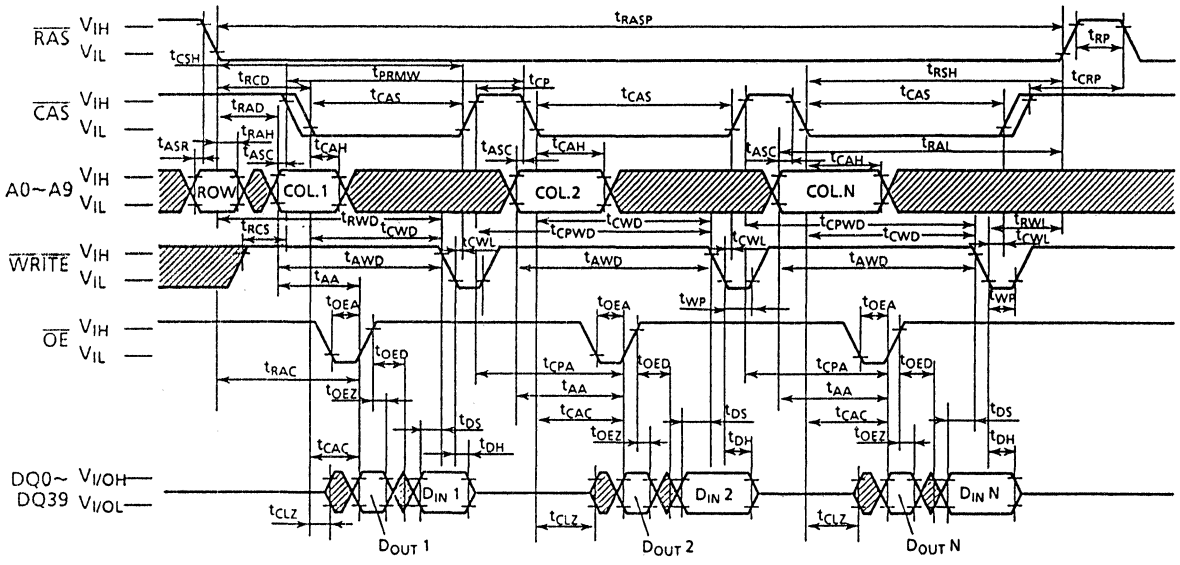 RAS VIH VIL
tRASP
tRP
tCSH
tRCD
tPRMW
tCP
tRSH
tCRP
CAS VIH VIL
tRAD
tCAS
tCAS
tCAS
tASR
tRAH
tASC
tCAH
tASC
tCAH
tASC
tRAL
tCAH
A0~A9 VIH VIL
ROW
COL.1
COL.2
COL.N
tRWD
tRCS
tCWD
tCWD
tCPWD
tCPWD
tCWD
tRWL
tCWL
tCWL
tCWL
WRITE VIH VIL
tAWD
tAWD
tAWD
tAA
tWP
tWP
tOEA
tOEA
tOEA
OE VIH VIL
tOED
tOED
tOED
tRAC
tCPA
tCPA
tOEZ
tAA
tAA
tDS
tCAC
tDS
tCAC
tDS
tCAC
tDH
tOEZ
tDH
tOEZ
tDH
DQ0~DQ39 VI/OH VI/OL
DIN 1
DIN 2
DIN N
tCLZ
tCLZ
tCLZ
DOUT 1
DOUT 2
DOUT N